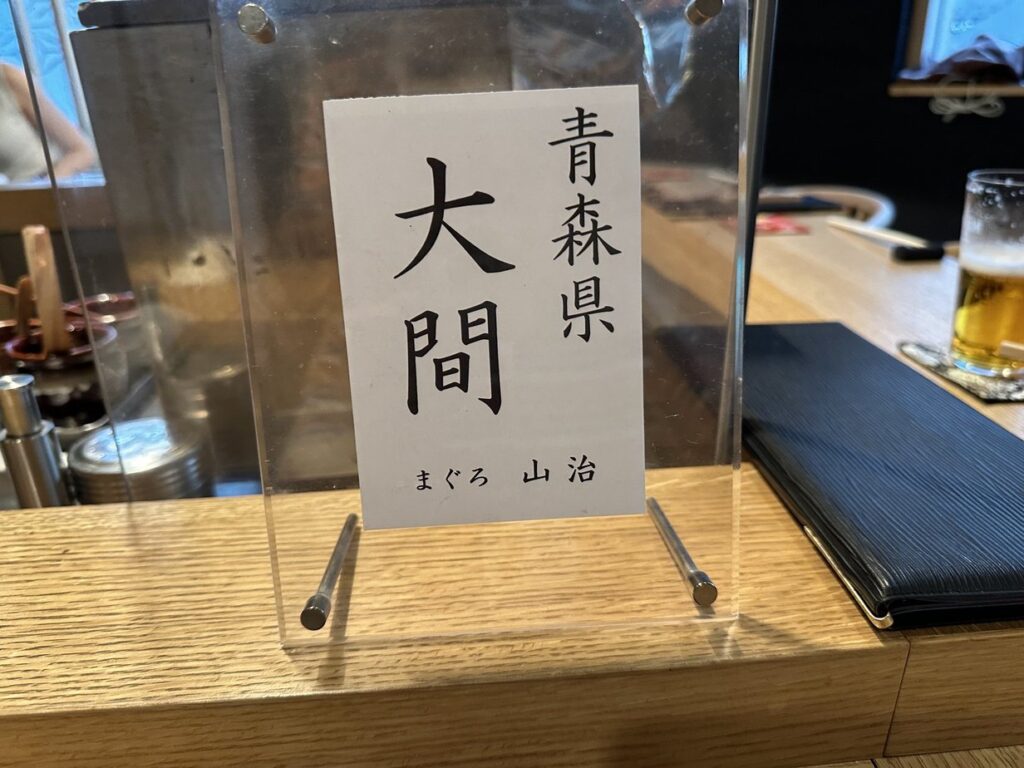 青森県
大間
まぐろ 山治